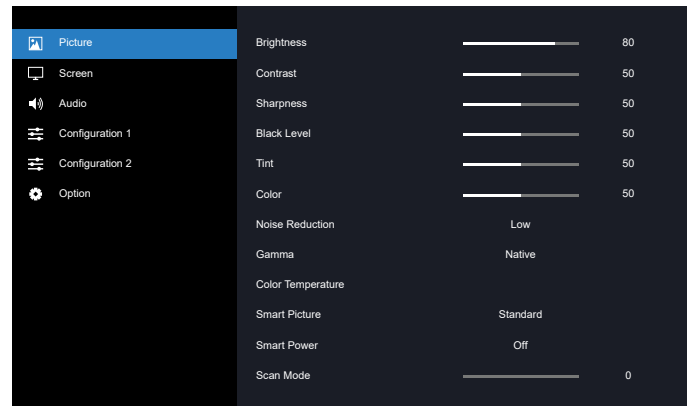 Picture
Screen
Audio
Configuration 1
Configuration 2
Option
Brightness 80
Contrast 50
Sharpness 50
Black Level 50
Tint 50
Color 50
Noise Reduction Low
Gamma Native
Color Temperature
Smart Picture Standard
Smart Power Off
Scan Mode 0